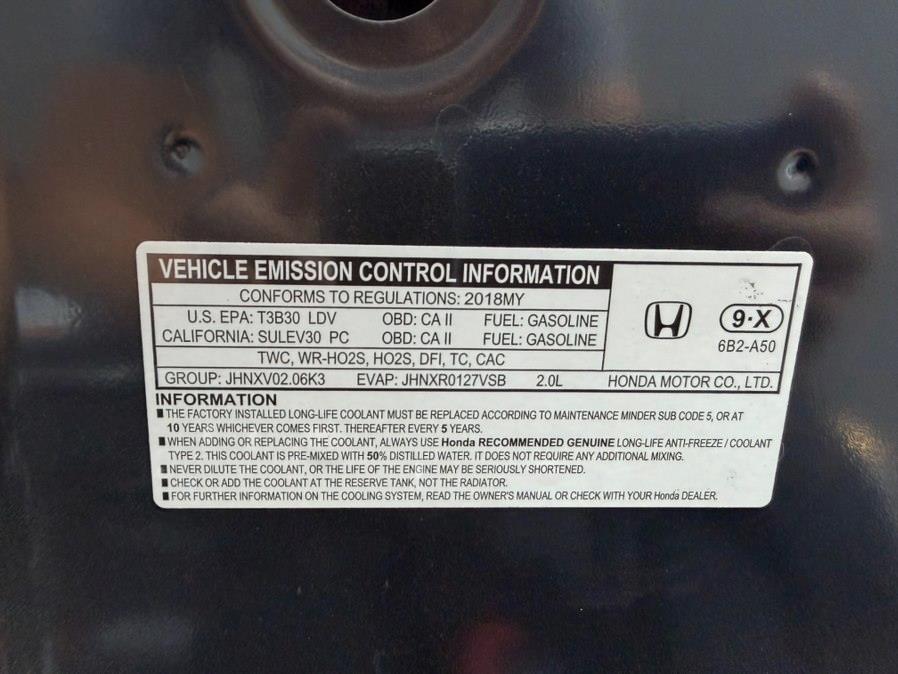 VEHICLE EMISSION CONTROL INFORMATION
CONFORMS TO REGULATIONS: 2018MY
U.S. EPA: T3B30 LDV OBD: CA II FUEL: GASOLINE
CALIFORNIA: SULEV30 PC OBD: CA II FUEL: GASOLINE
TWC, WR-HO2S, HO2S, DFI, TC, CAC
9·X
6B2-A50
GROUP: JHNXV02.06K3 EVAP: JHNXR0127VSB 2.0L HONDA MOTOR CO., LTD.
INFORMATION
■ THE FACTORY INSTALLED LONG-LIFE COOLANT MUST BE REPLACED ACCORDING TO MAINTENANCE MINDER SUB CODE 5, OR AT
10 YEARS WHICHEVER COMES FIRST. THEREAFTER EVERY 5 YEARS.
■ WHEN ADDING OR REPLACING THE COOLANT, ALWAYS USE Honda RECOMMENDED GENUINE LONG-LIFE ANTI-FREEZE / COOLANT
TYPE 2. THIS COOLANT IS PRE-MIXED WITH 50% DISTILLED WATER. IT DOES NOT REQUIRE ANY ADDITIONAL MIXING.
■ NEVER DILUTE THE COOLANT, OR THE LIFE OF THE ENGINE MAY BE SERIOUSLY SHORTENED.
■ CHECK OR ADD THE COOLANT AT THE RESERVE TANK, NOT THE RADIATOR.
■ FOR FURTHER INFORMATION ON THE COOLING SYSTEM, READ THE OWNER'S MANUAL OR CHECK WITH YOUR Honda DEALER.